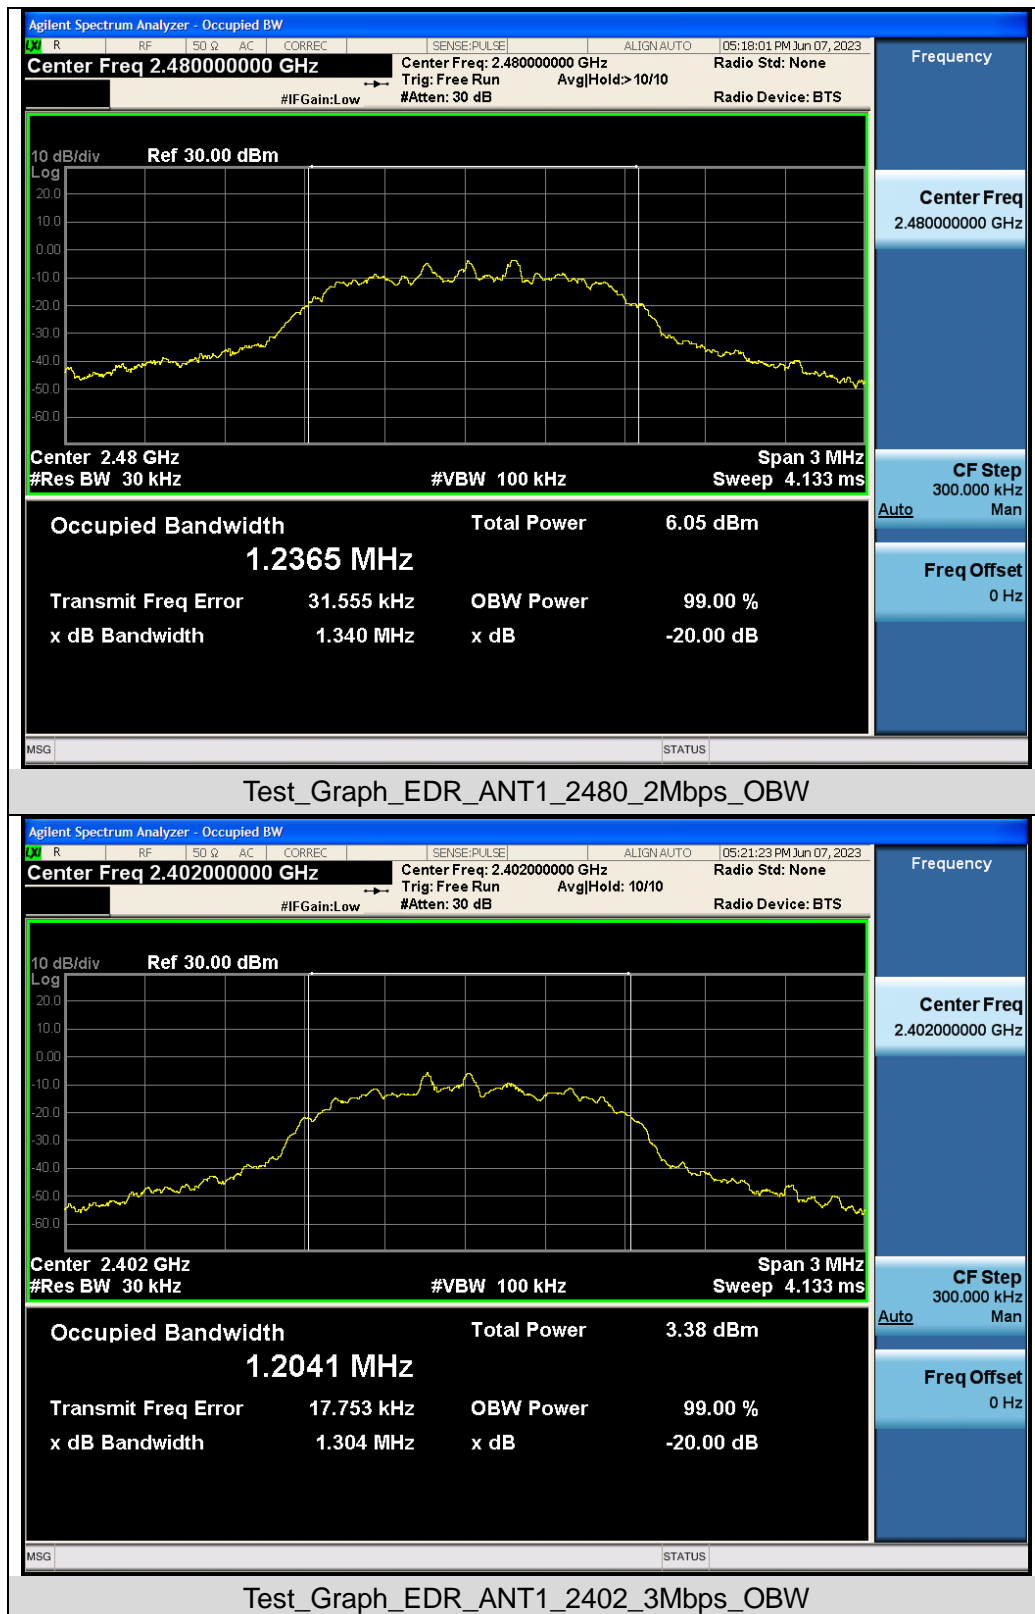 Agilent Spectrum Analyzer - Occupied BW
LXI R RF 50 Ω AC CORREC SENSE:PULSE ALIGN AUTO 05:18:01 PM Jun 07, 2023
Center Freq 2.480000000 GHz
Center Freq: 2.480000000 GHz Radio Std: None
Trig: Free Run Avg|Hold:> 10/10
#IFGain:Low #Atten: 30 dB Radio Device: BTS
10 dB/div Ref 30.00 dBm
Log
20.0
10.0
0.00
-10.0
-20.0
-30.0
-40.0
-50.0
-60.0
Center 2.48 GHz Span 3 MHz
#Res BW 30 kHz #VBW 100 kHz Sweep 4.133 ms
Occupied Bandwidth Total Power 6.05 dBm
1.2365 MHz
Transmit Freq Error 31.555 kHz OBW Power 99.00 %
x dB Bandwidth 1.340 MHz x dB -20.00 dB
MSG STATUS
Frequency
Center Freq
2.480000000 GHz
CF Step
300.000 kHz
Auto Man
Freq Offset
0 Hz
Test_Graph_EDR_ANT1_2480_2Mbps_OBW
Agilent Spectrum Analyzer - Occupied BW
LXI R RF 50 Ω AC CORREC SENSE:PULSE ALIGN AUTO 05:21:23 PM Jun 07, 2023
Center Freq 2.402000000 GHz
Center Freq: 2.402000000 GHz Radio Std: None
Trig: Free Run Avg|Hold: 10/10
#IFGain:Low #Atten: 30 dB Radio Device: BTS
10 dB/div Ref 30.00 dBm
Log
20.0
10.0
0.00
-10.0
-20.0
-30.0
-40.0
-50.0
-60.0
Center 2.402 GHz Span 3 MHz
#Res BW 30 kHz #VBW 100 kHz Sweep 4.133 ms
Occupied Bandwidth Total Power 3.38 dBm
1.2041 MHz
Transmit Freq Error 17.753 kHz OBW Power 99.00 %
x dB Bandwidth 1.304 MHz x dB -20.00 dB
MSG STATUS
Frequency
Center Freq
2.402000000 GHz
CF Step
300.000 kHz
Auto Man
Freq Offset
0 Hz
Test_Graph_EDR_ANT1_2402_3Mbps_OBW